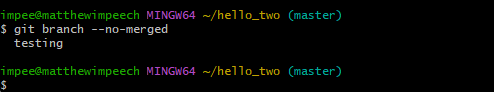 impee@matthewimpeech MINGW64 ~/hello_two (master)
$ git branch --no-merged
  testing
impee@matthewimpeech MINGW64 ~/hello_two (master)
$